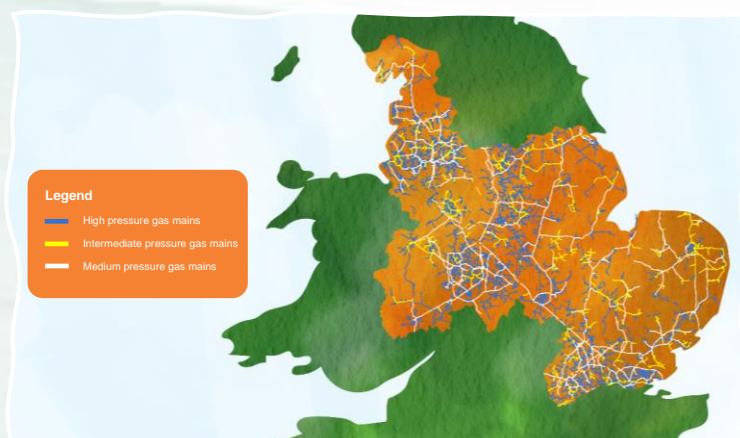 Legend
High pressure gas mains
Intermediate pressure gas mains
Medium pressure gas mains